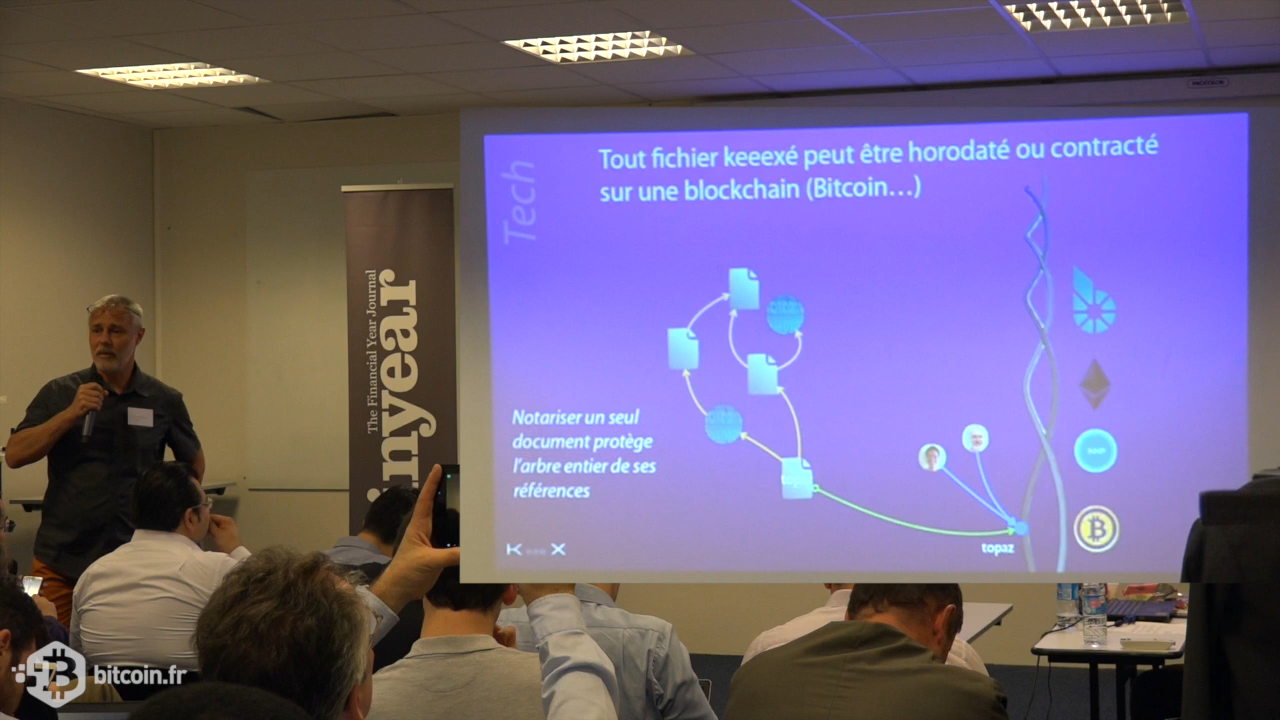 Tech
Tout fichier keeexé peut être horodaté ou contracté
sur une blockchain (Bitcoin…)
Notariser un seul
document protège
l'arbre entier de ses
références
topaz
K eee X
The Financial Year Journal
inyear
bitcoin.fr